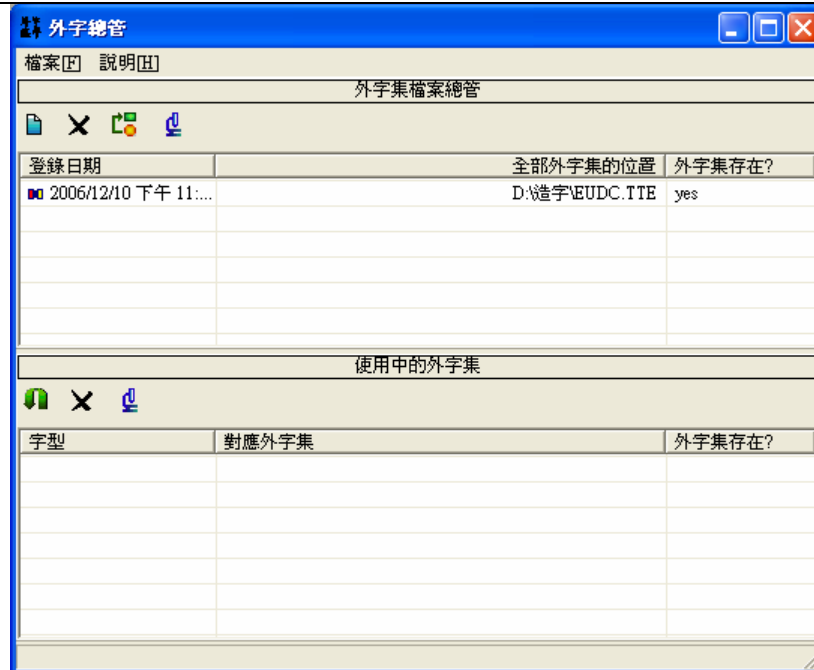 外字總管
檔案[F] 說明[H]
外字集檔案總管
登錄日期 全部外字集的位置 外字集存在?
2006/12/10 下午 11:... D:\造字\EUDC.TTE yes
使用中的外字集
字型 對應外字集 外字集存在?